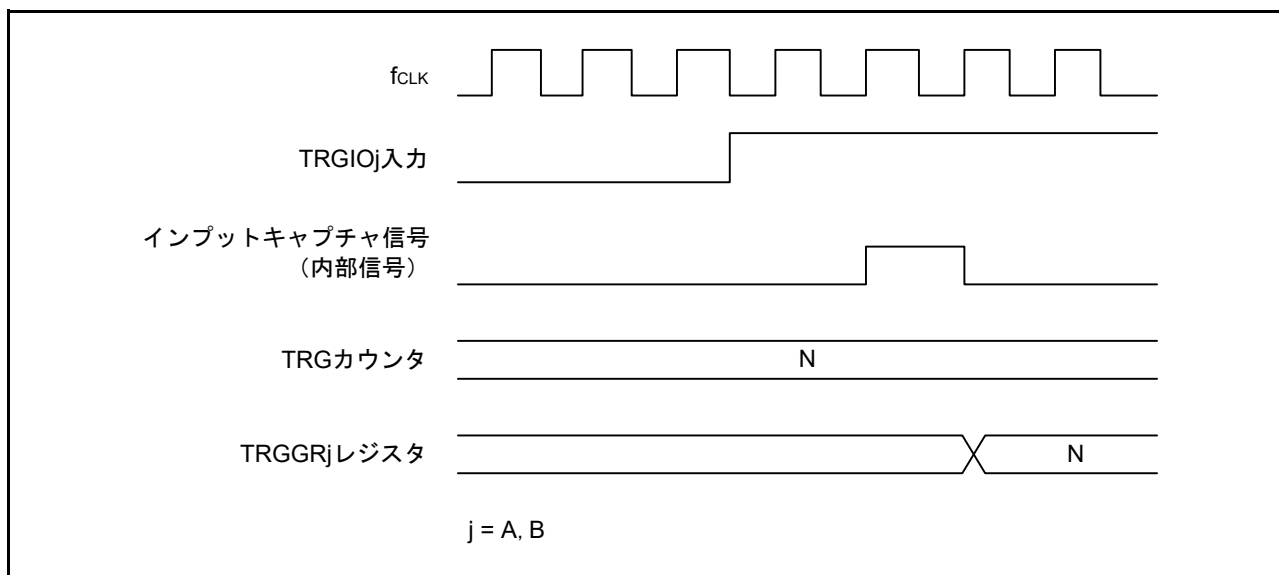 fCLK
TRGIOj入力
インプットキャプチャ信号
（内部信号）
TRGカウンタ
N
TRGGRjレジスタ
N
j = A, B